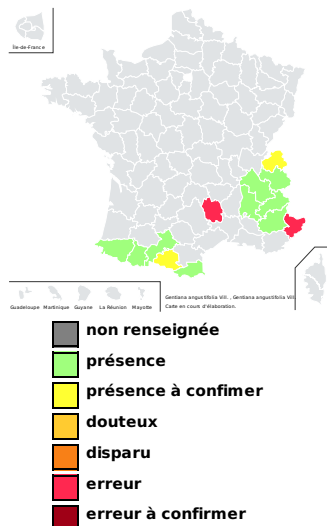 Île-de-France
Guadeloupe Martinique Guyane La Réunion Mayotte
Gentiana angustifolia Vill. , Gentiana angustifolia Vill.
Carte en cours d'élaboration.
non renseignée
présence
présence à confimer
douteux
disparu
erreur
erreur à confirmer